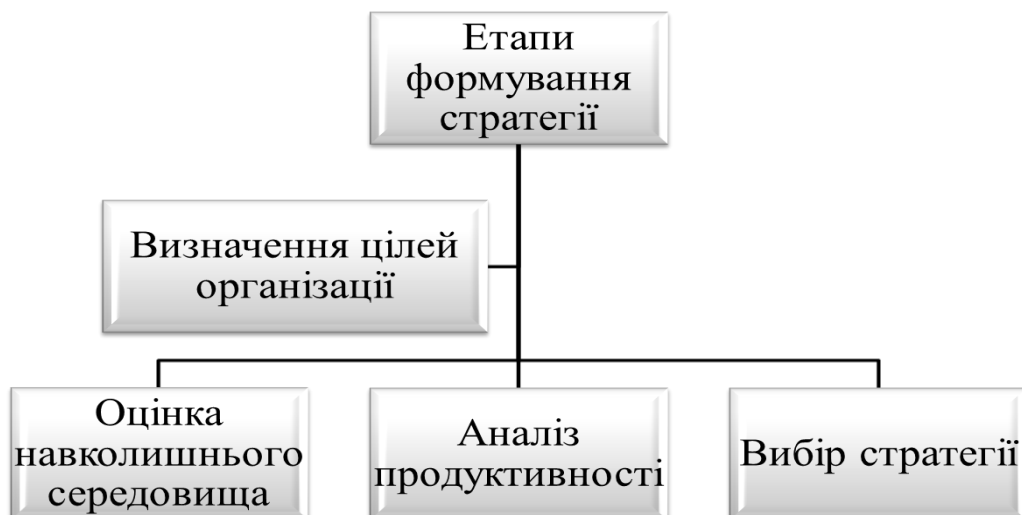 Етапи
формування
стратегії
Визначення цілей
організації
Оцінка
навколишнього
середовища
Аналіз
продуктивності
Вибір стратегії